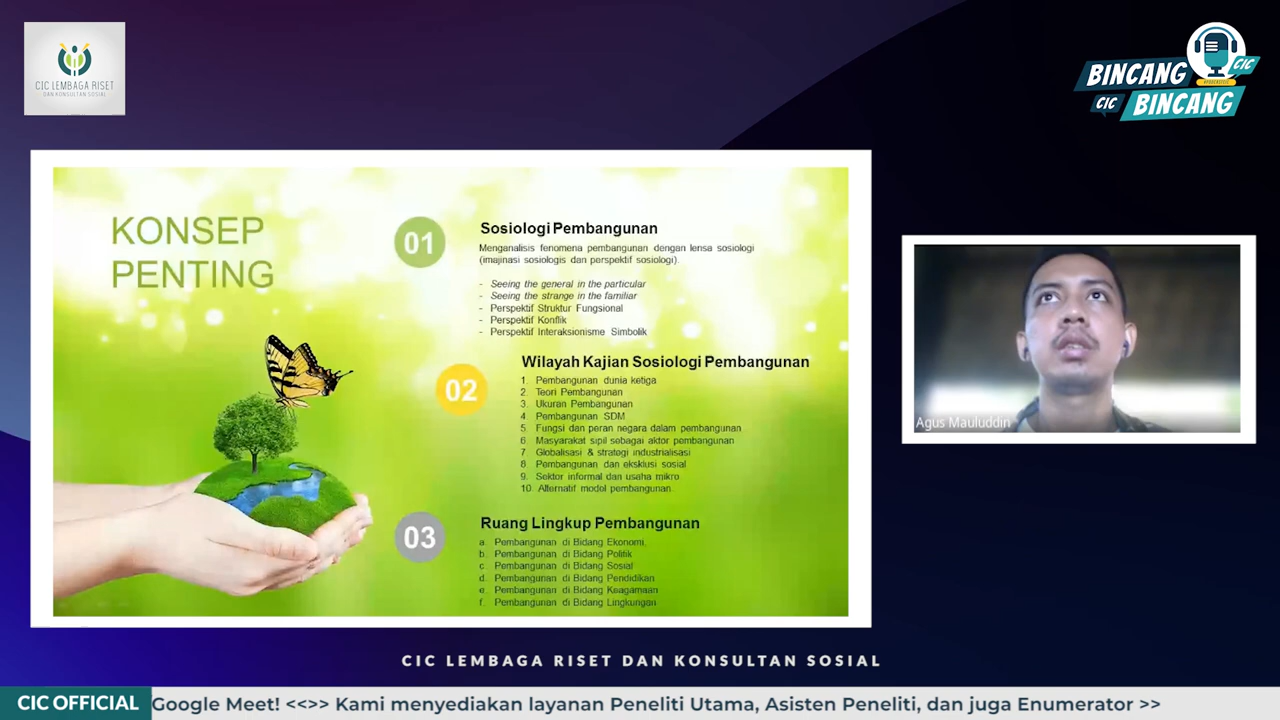 CIC LEMBAGA RISET
DAN KONSULTAN SOSIAL
BINCANG
CIC
CIC
BINCANG
KONSEP
PENTING
01
Sosiologi Pembangunan
Menganalisis fenomena pembangunan dengan lensa sosiologi
(imajinasi sosiologis dan perspektif sosiologi).
- Seeing the general in the particular
- Seeing the strange in the familiar
- Perspektif Struktur Fungsional
- Perspektif Konflik
- Perspektif Interaksionisme Simbolik
02
Wilayah Kajian Sosiologi Pembangunan
1. Pembangunan dunia ketiga
2. Teori Pembangunan
3. Ukuran Pembangunan
4 Pembangunan SDM
5. Fungsi dan peran negara dalam pembangunan
6. Masyarakat sipil sebagai aktor pembangunan
7 Globalisasi & strategi industrialisasi
8 Pembangunan dan eksklusi sosial
9. Sektor informal dan usaha mikro
10. Alternatif model pembangunan.
03
Ruang Lingkup Pembangunan
a. Pembangunan di Bidang Ekonomi.
b. Pembangunan di Bidang Politik
c. Pembangunan di Bidang Sosial
d. Pembangunan di Bidang Pendidikan
e. Pembangunan di Bidang Keagamaan
f. Pembangunan di Bidang Lingkungan
Agus Mauluddin
CIC LEMBAGA RISET DAN KONSULTAN SOSIAL
CIC OFFICIAL
Google Meet! <<>> Kami menyediakan layanan Peneliti Utama, Asisten Peneliti, dan juga Enumerator >>